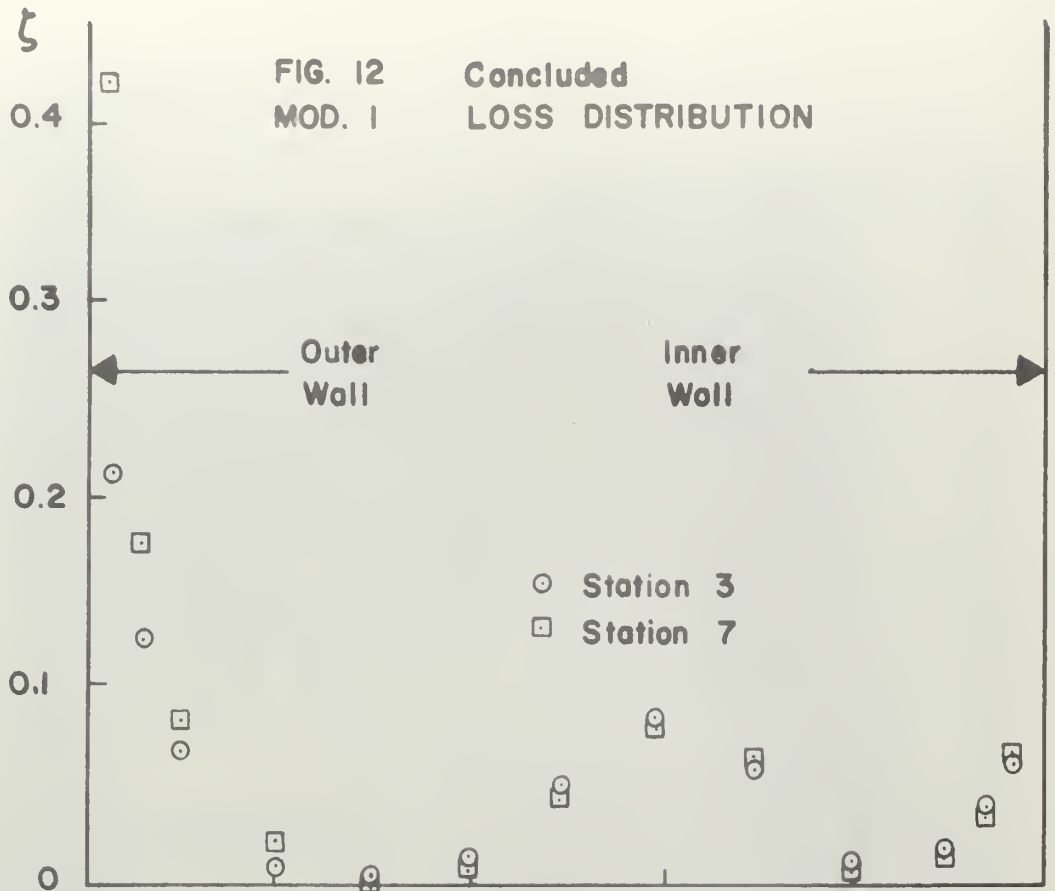 ζ
FIG. 12 Concluded
MOD. 1 LOSS DISTRIBUTION
0.4
0.3
Outer Wall
Inner Wall
0.2
Station 3
Station 7
0.1
0